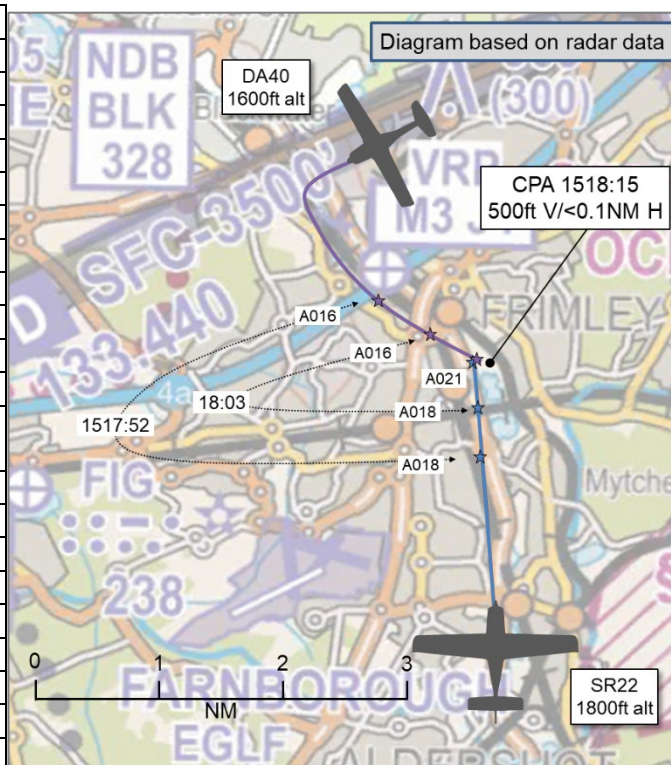 Diagram based on radar data
DA40
1600ft alt
NDB
BLK
328
(300)
VRP
CPA 1518:15
500ft V/<0.1NM H
SFC-3500'
133.440
D
FRIMLEY
A016
A016
A021
4a
18:03
A018
1517:52
A018
FIG
238
Mytche
0
1
2
3
NM
FARNBOROUGH
EGLF
ALDERSHOT
SR22
1800ft alt